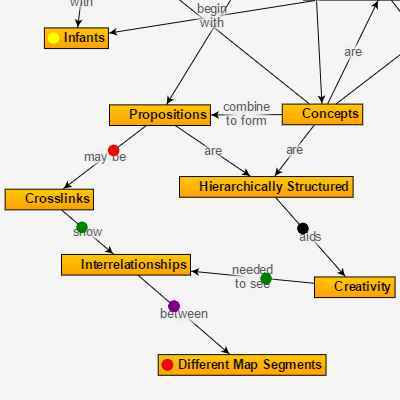 with
Infants
begin
with
are
Propositions
combine
to form
Concepts
may be
are
are
Hierarchically Structured
Crosslinks
show
aids
Interrelationships
needed
to see
Creativity
between
Different Map Segments